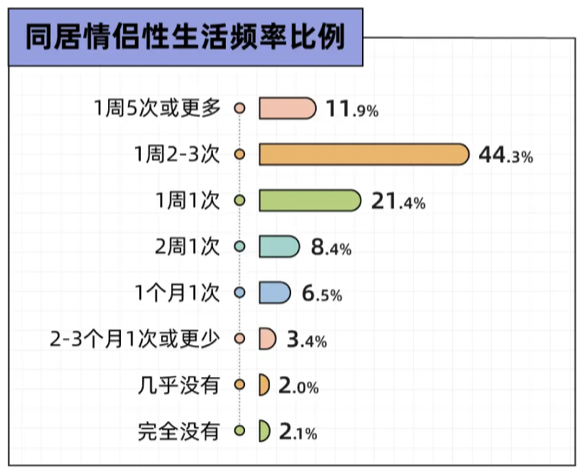 同居情侣性生活频率比例
1周5次或更多 11.9%
1周2-3次 44.3%
1周1次 21.4%
2周1次 8.4%
1个月1次 6.5%
2-3个月1次或更少 3.4%
几乎没有 2.0%
完全没有 2.1%